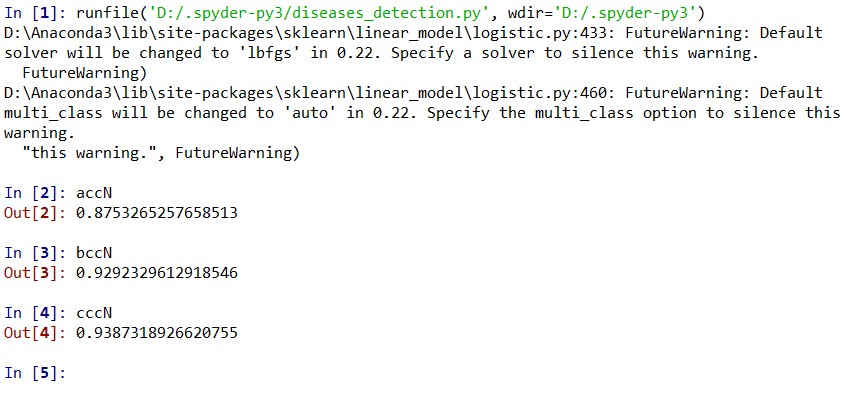 In [1]: runfile('D:/.spyder-py3/diseases_detection.py', wdir='D:/.spyder-py3')
D:\Anaconda3\lib\site-packages\sklearn\linear_model\logistic.py:433: FutureWarning: Default
solver will be changed to 'lbfgs' in 0.22. Specify a solver to silence this warning.
  FutureWarning)
D:\Anaconda3\lib\site-packages\sklearn\linear_model\logistic.py:460: FutureWarning: Default
multi_class will be changed to 'auto' in 0.22. Specify the multi_class option to silence this
warning.
  "this warning.", FutureWarning)
In [2]: accN
Out[2]: 0.8753265257658513
In [3]: bccN
Out[3]: 0.9292329612918546
In [4]: cccN
Out[4]: 0.9387318926620755
In [5]: